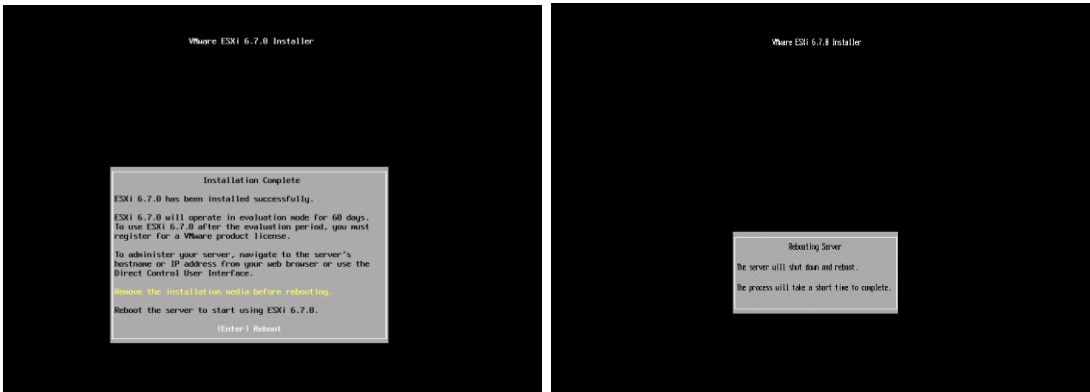 VMware ESXi 6.7.0 Installer
Installation Complete
ESXi 6.7.0 has been installed successfully.
ESXi 6.7.0 will operate in evaluation mode for 60 days.
To use ESXi 6.7.0 after the evaluation period, you must
register for a VMware product license.
To administer your server, navigate to the server's
hostname or IP address from your web browser or use the
Direct Control User Interface.
Remove the installation media before rebooting.
Reboot the server to start using ESXi 6.7.0.
(Enter) Reboot
VMware ESXi 6.7.0 Installer
Rebooting Server
The server will shut down and reboot.
The process will take a short time to complete.